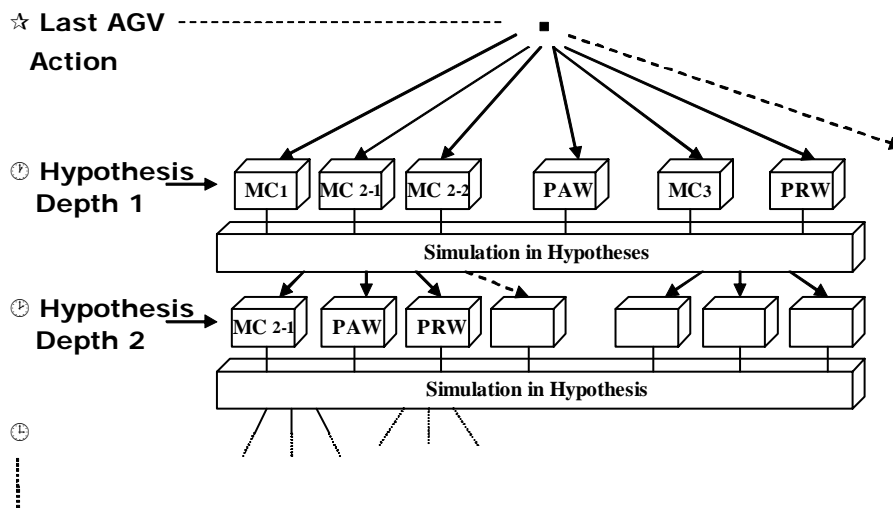 ☆ Last AGV
Action
🕐 Hypothesis
Depth 1
MC1
MC 2-1
MC 2-2
PAW
MC3
PRW
Simulation in Hypotheses
🕑 Hypothesis
Depth 2
MC 2-1
PAW
PRW
Simulation in Hypothesis
🕒